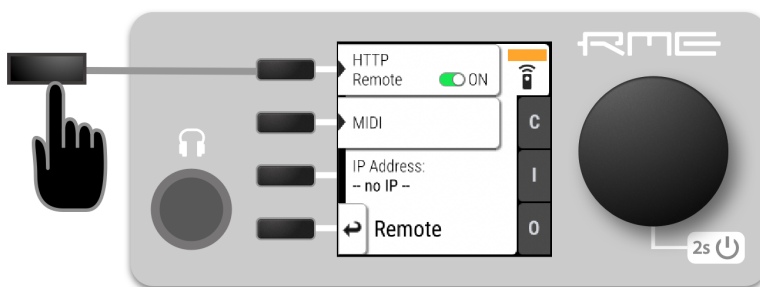 RME
HTTP
Remote ON
MIDI
C
IP Address:
-- no IP --
I
Remote
O
2s